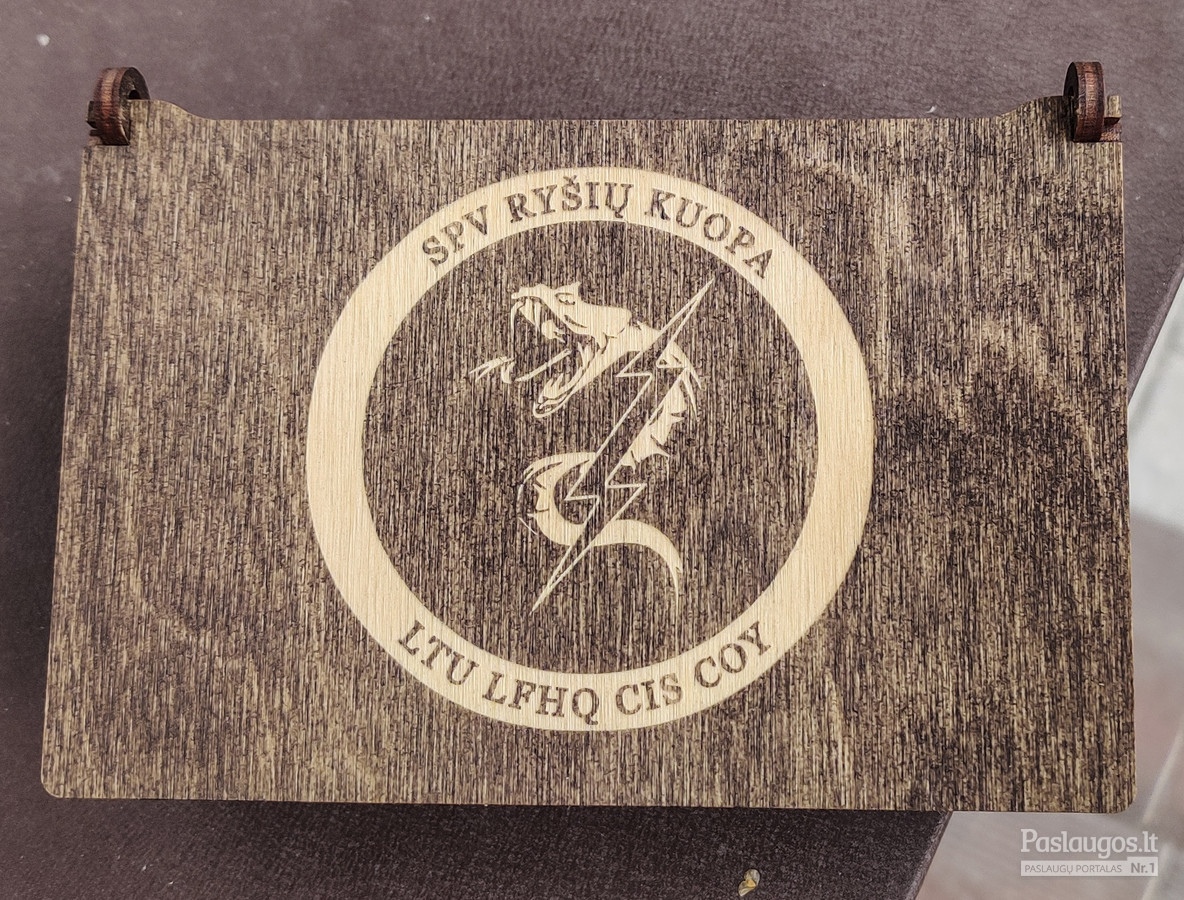 SPV RYŠIŲ KUOPA
LTU LFHQ CIS COY
Paslaugos.lt
PASLAUGŲ PORTALAS Nr.1